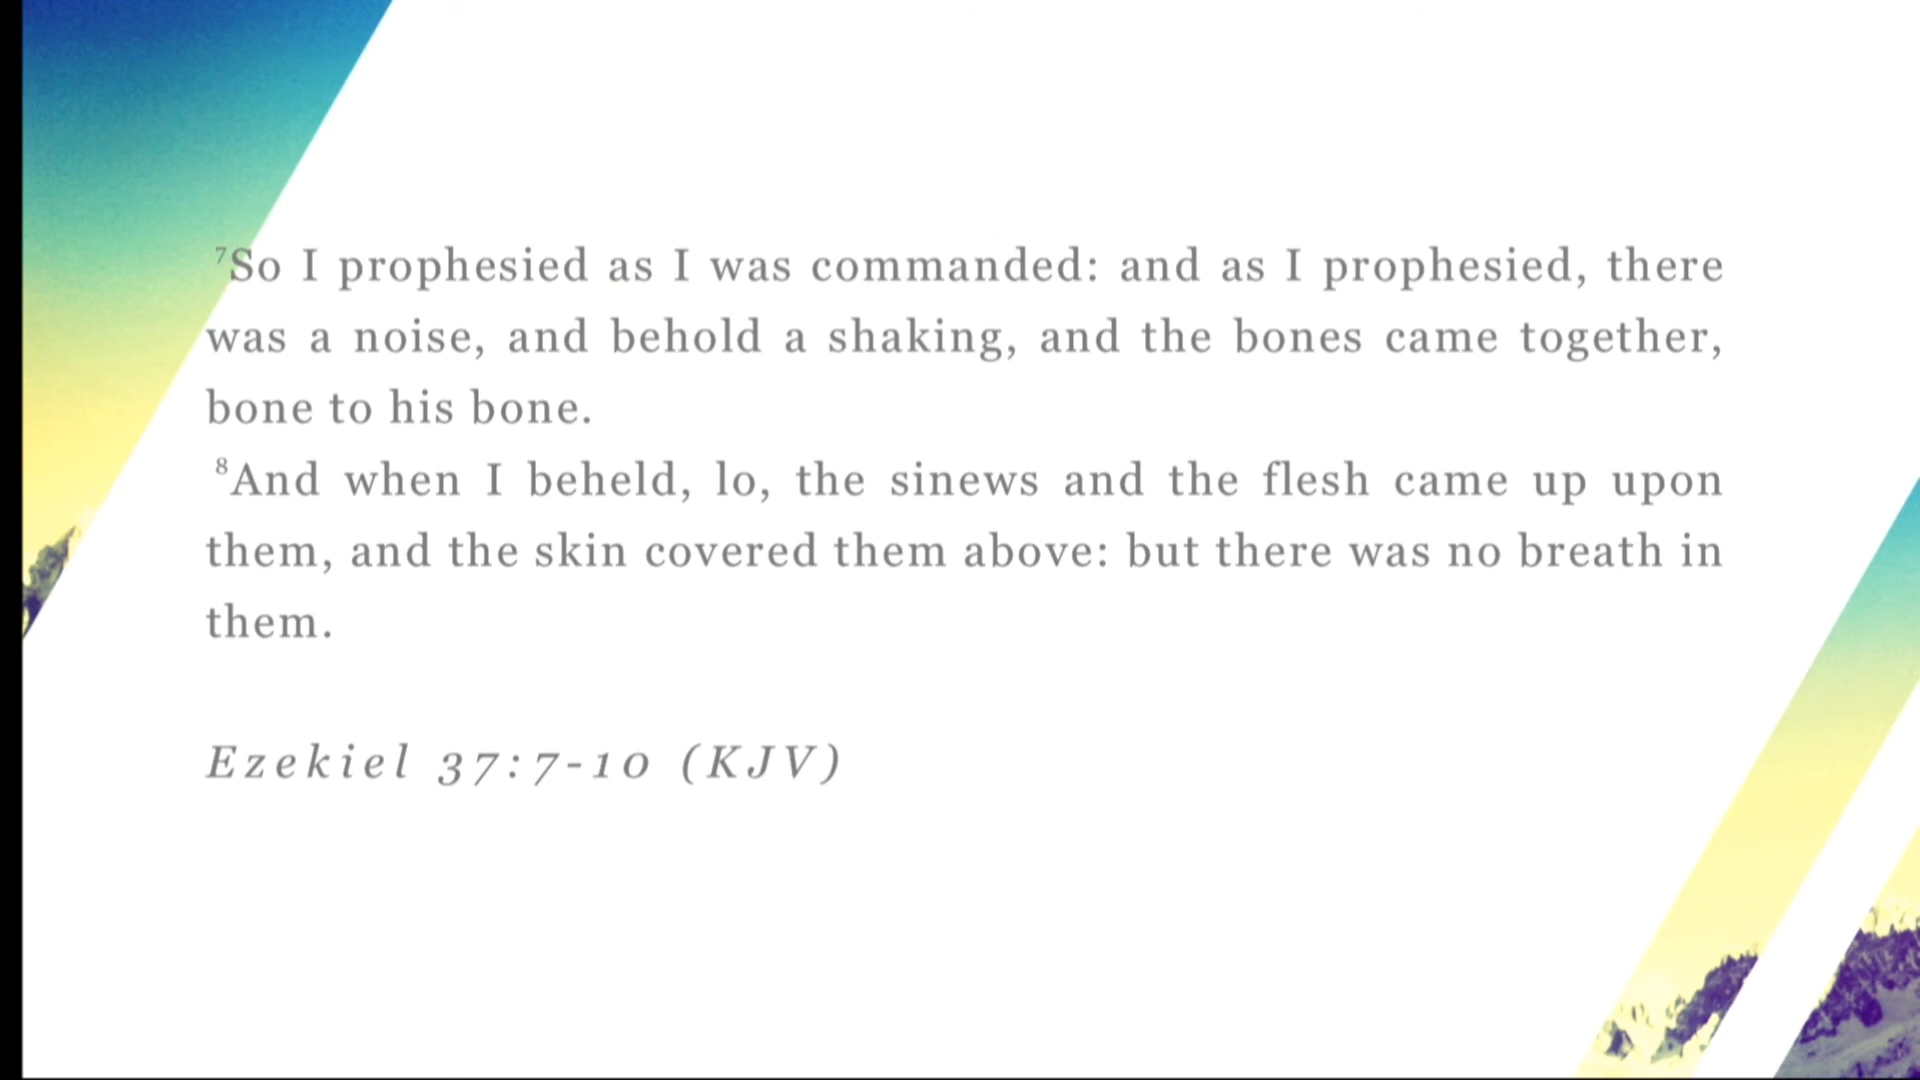 ⁷So I prophesied as I was commanded: and as I prophesied, there
was a noise, and behold a shaking, and the bones came together,
bone to his bone.
⁸And when I beheld, lo, the sinews and the flesh came up upon
them, and the skin covered them above: but there was no breath in
them.
Ezekiel 37:7-10 (KJV)